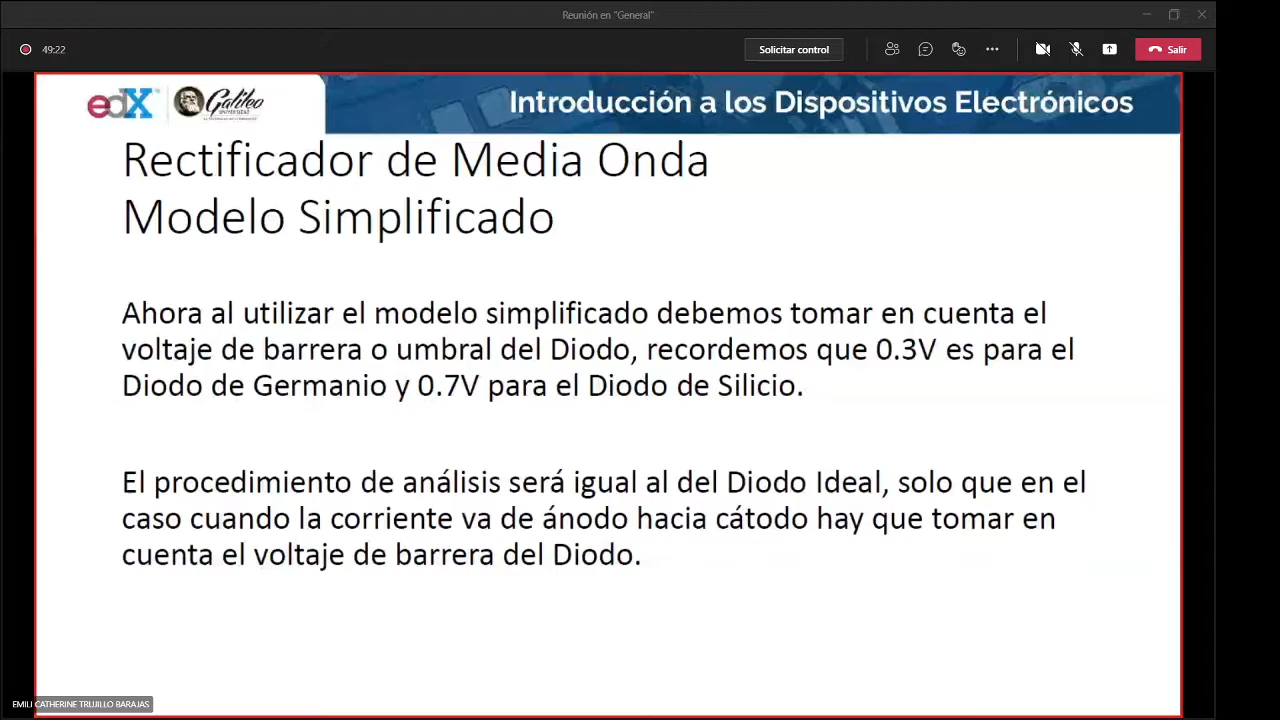 Reunión en "General"
49:22
Solicitar control
Salir
edX
Galileo
UNIVERSIDAD
Introducción a los Dispositivos Electrónicos
Rectificador de Media Onda
Modelo Simplificado
Ahora al utilizar el modelo simplificado debemos tomar en cuenta el
voltaje de barrera o umbral del Diodo, recordemos que 0.3V es para el
Diodo de Germanio y 0.7V para el Diodo de Silicio.
El procedimiento de análisis será igual al del Diodo Ideal, solo que en el
caso cuando la corriente va de ánodo hacia cátodo hay que tomar en
cuenta el voltaje de barrera del Diodo.
EMILI CATHERINE TRUJILLO BARAJAS